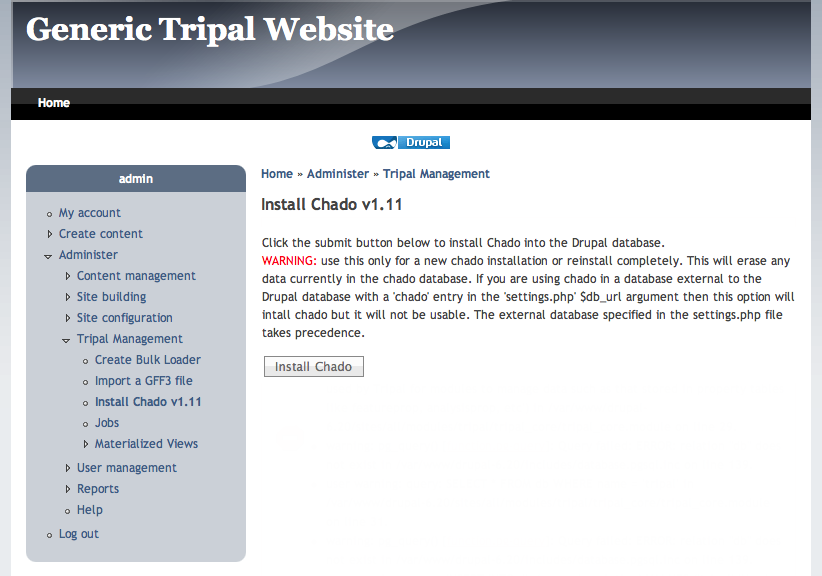 Generic Tripal Website
Home
Drupal
admin
My account
Create content
Administer
Content management
Site building
Site configuration
Tripal Management
Create Bulk Loader
Import a GFF3 file
Install Chado v1.11
Jobs
Materialized Views
User management
Reports
Help
Log out
Home » Administer » Tripal Management
Install Chado v1.11
Click the submit button below to install Chado into the Drupal database.
WARNING: use this only for a new chado installation or reinstall completely. This will erase any
data currently in the chado database. If you are using chado in a database external to the
Drupal database with a 'chado' entry in the 'settings.php' $db_url argument then this option will
intall chado but it will not be usable. The external database specified in the settings.php file
takes precedence.
Install Chado